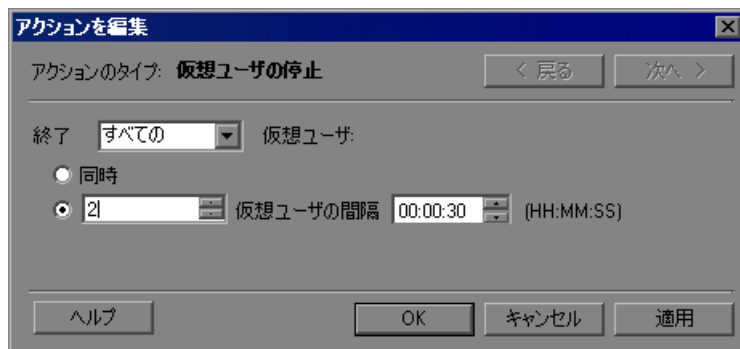 アクションを編集
アクションのタイプ: 仮想ユーザの停止 < 戻る 次へ >
終了 すべての 仮想ユーザ:
同時
2 仮想ユーザの間隔 00:00:30 (HH:MM:SS)
ヘルプ OK キャンセル 適用